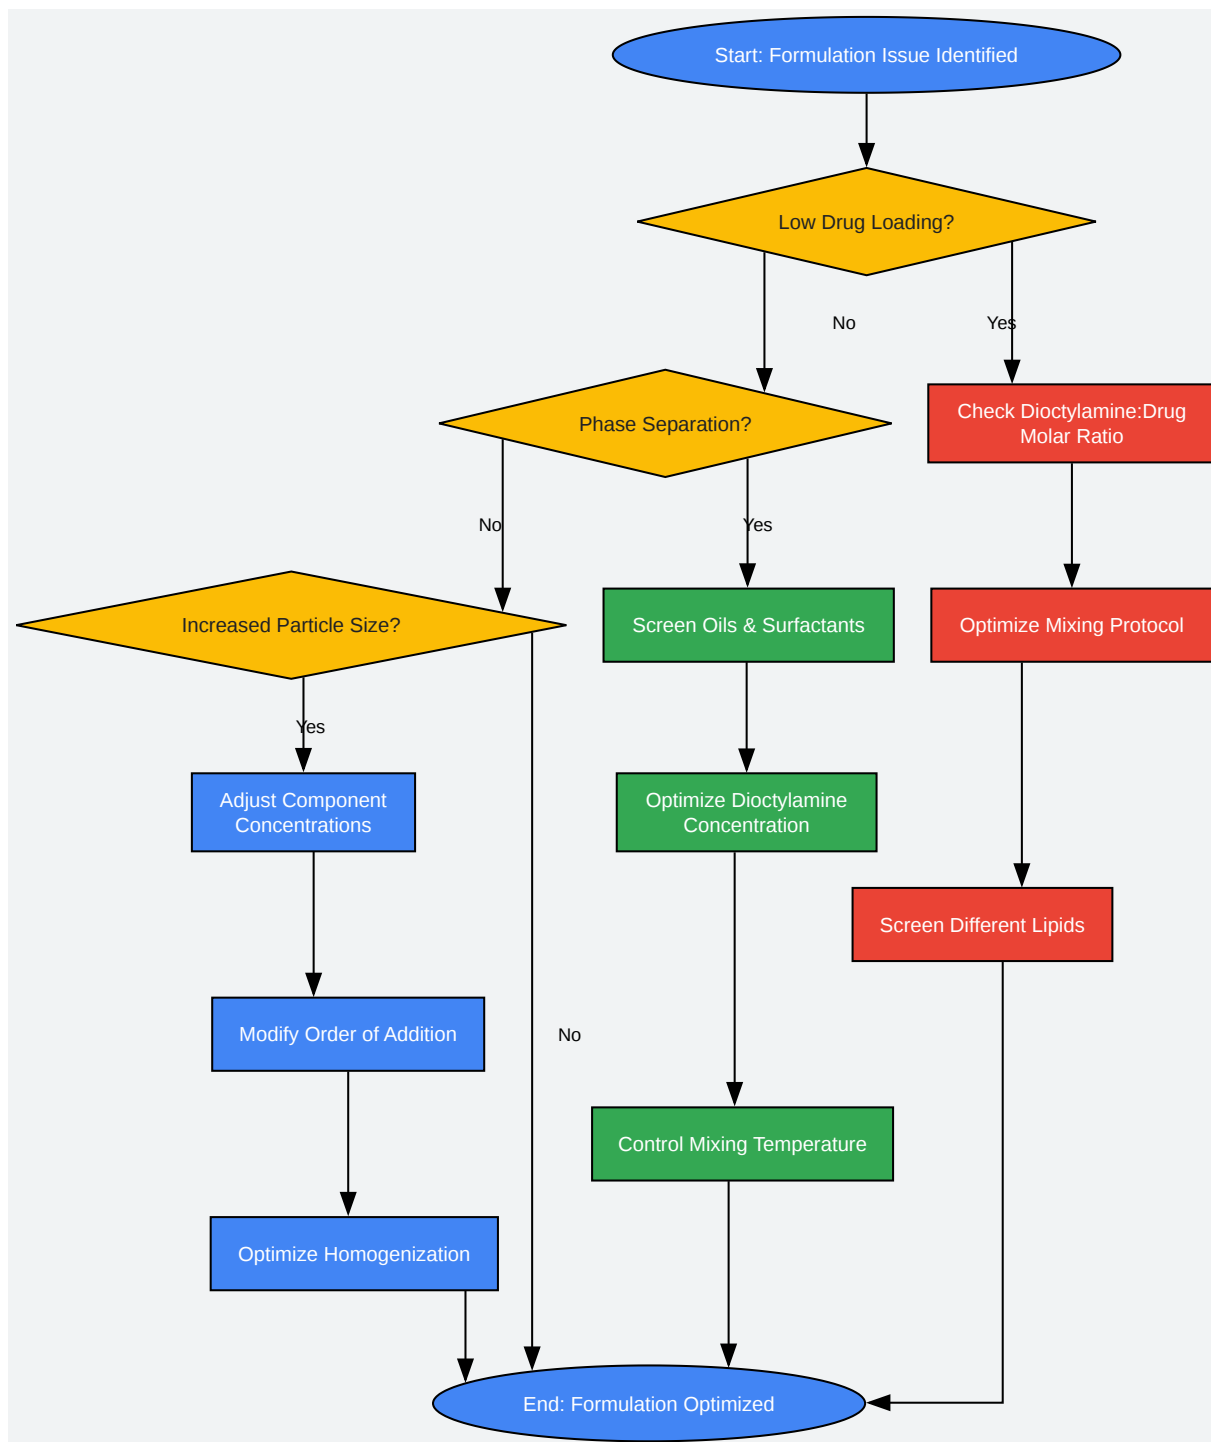 Start: Formulation Issue Identified
Low Drug Loading?
No
Yes
Phase Separation?
Check Dioctylamine:Drug
Molar Ratio
No
Yes
Increased Particle Size?
Screen Oils & Surfactants
Optimize Mixing Protocol
Yes
Adjust Component
Concentrations
Optimize Dioctylamine
Concentration
Screen Different Lipids
Modify Order of Addition
No
Control Mixing Temperature
Optimize Homogenization
End: Formulation Optimized